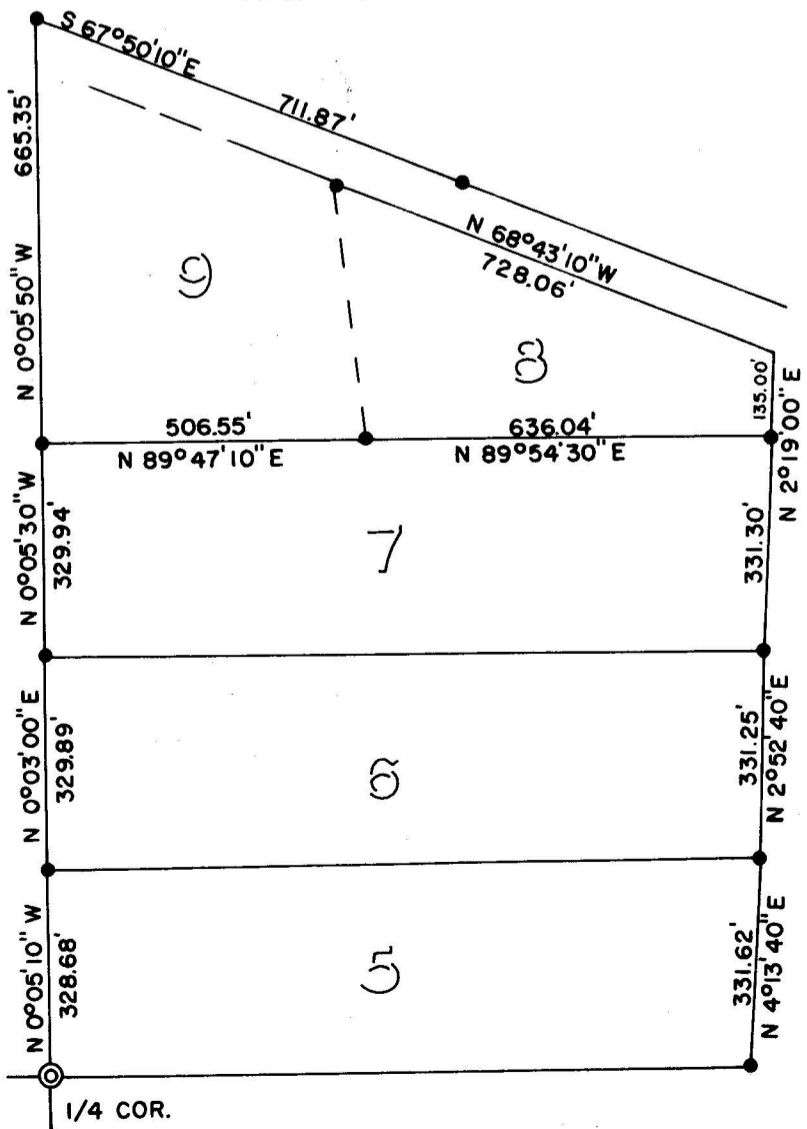 S 67°50'10"E
711.87'
665.35'
N 0°05'50" W
N 68°43'10"W
728.06'
9
8
135.00'
N 2°19'00" E
506.55'
N 89°47'10"E
636.04'
N 89°54'30"E
N 0°05'30" W
329.94'
7
331.30'
N 0°03'00" E
329.89'
6
331.25'
N 2°52'40" E
N 0°05'10" W
328.68'
5
331.62'
N 4°13'40" E
1/4 COR.